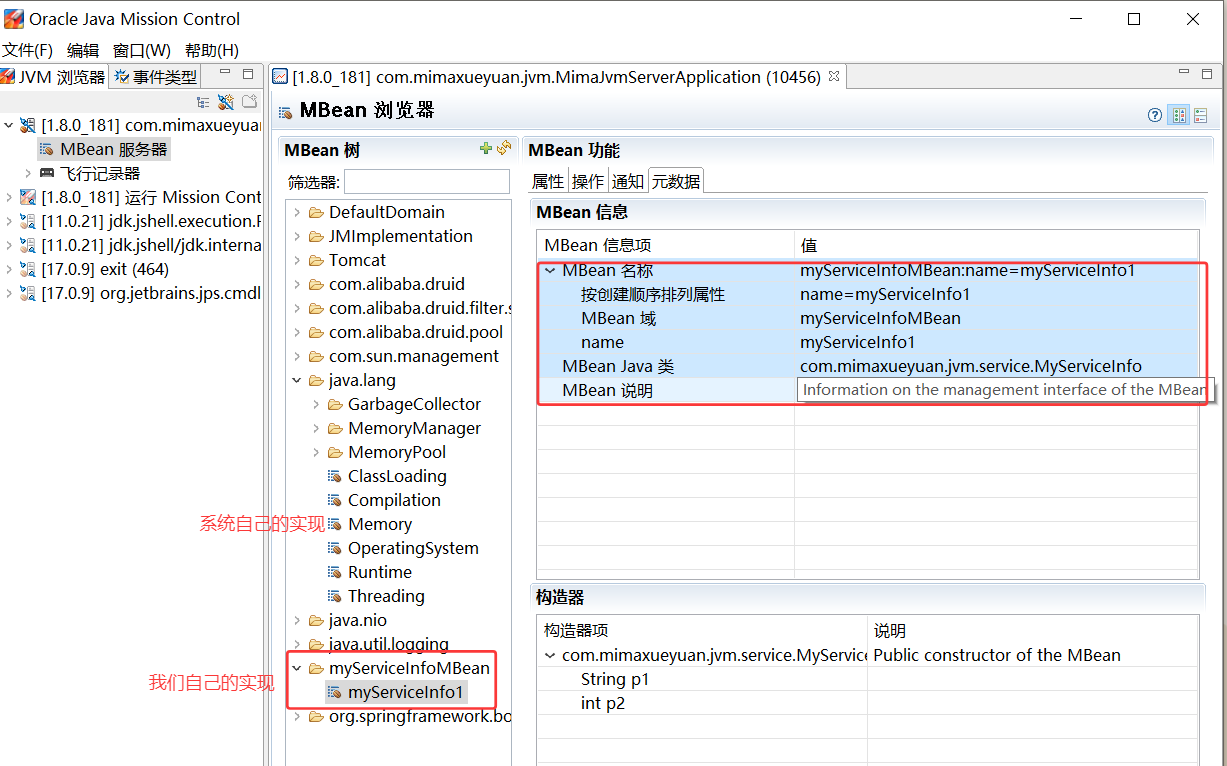 Oracle Java Mission Control
文件(F) 编辑 窗口(W) 帮助(H)
JVM 浏览器 事件类型
[1.8.0_181] com.mimaxueyuan
MBean 服务器
飞行记录器
[1.8.0_181] 运行 Mission Cont
[11.0.21] jdk.jshell.execution.F
[11.0.21] jdk.jshell/jdk.interna
[17.0.9] exit (464)
[17.0.9] org.jetbrains.jps.cmdl
[1.8.0_181] com.mimaxueyuan.jvm.MimaJvmServerApplication (10456)
MBean 浏览器
MBean 树
筛选器:
DefaultDomain
JMImplementation
Tomcat
com.alibaba.druid
com.alibaba.druid.filter.s
com.alibaba.druid.pool
com.sun.management
java.lang
GarbageCollector
MemoryManager
MemoryPool
ClassLoading
Compilation
系统自己的实现
Memory
OperatingSystem
Runtime
Threading
java.nio
java.util.logging
myServiceInfoMBean
我们自己的实现
myServiceInfo1
org.springframework.bo
MBean 功能
属性 操作 通知 元数据
MBean 信息
MBean 信息项 值
MBean 名称 myServiceInfoMBean:name=myServiceInfo1
按创建顺序排列属性 name=myServiceInfo1
MBean 域 myServiceInfoMBean
name myServiceInfo1
MBean Java 类 com.mimaxueyuan.jvm.service.MyServiceInfo
MBean 说明 Information on the management interface of the MBean
构造器
构造器项 说明
com.mimaxueyuan.jvm.service.MyService Public constructor of the MBean
String p1
int p2